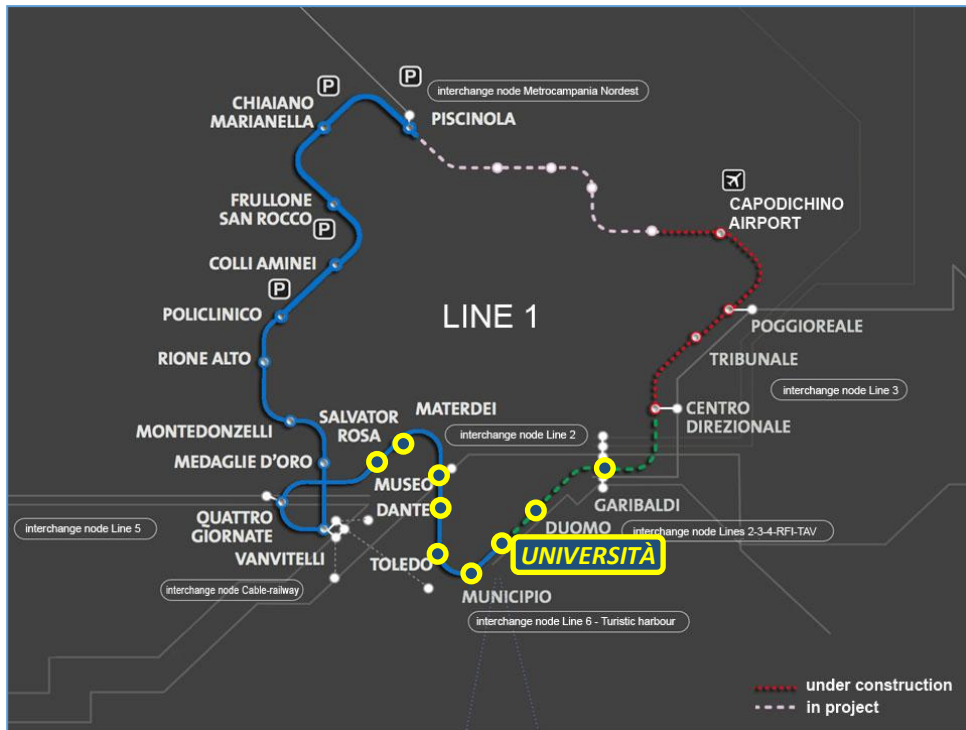 P
P
interchange node Metrocampania Nordest
CHIAIANO
MARIANELLA
PISCINOLA
FRULLONE
SAN ROCCO
P
CAPODICHINO
AIRPORT
COLLI AMINEI
P
POLICLINICO
LINE 1
POGGIOREALE
RIONE ALTO
TRIBUNALE
interchange node Line 3
MATERDEI
SALVATOR
ROSA
CENTRO
DIREZIONALE
MONTEDONZELLI
interchange node Line 2
MEDAGLIE D'ORO
MUSEO
GARIBALDI
DANTE
QUATTRO
GIORNATE
DUOMO
interchange node Line 5
interchange node Lines 2-3-4-RFI-TAV
VANVITELLI
TOLEDO
UNIVERSITÀ
interchange node Cable-railway
MUNICIPIO
interchange node Line 6 - Turistic harbour
under construction
in project